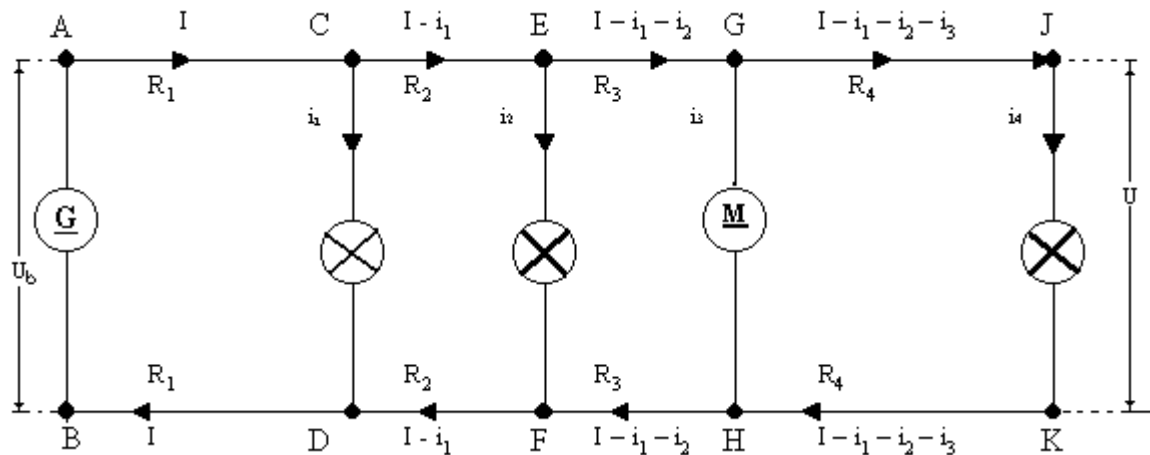 A I C I - i₁ E I - i₁ - i₂ G I - i₁ - i₂ - i₃ J
R₁ R₂ R₃ R₄
i₁ i₂ i₃ i₄
G M U
U_b
R₁ R₂ R₃ R₄
B I D I - i₁ F I - i₁ - i₂ H I - i₁ - i₂ - i₃ K